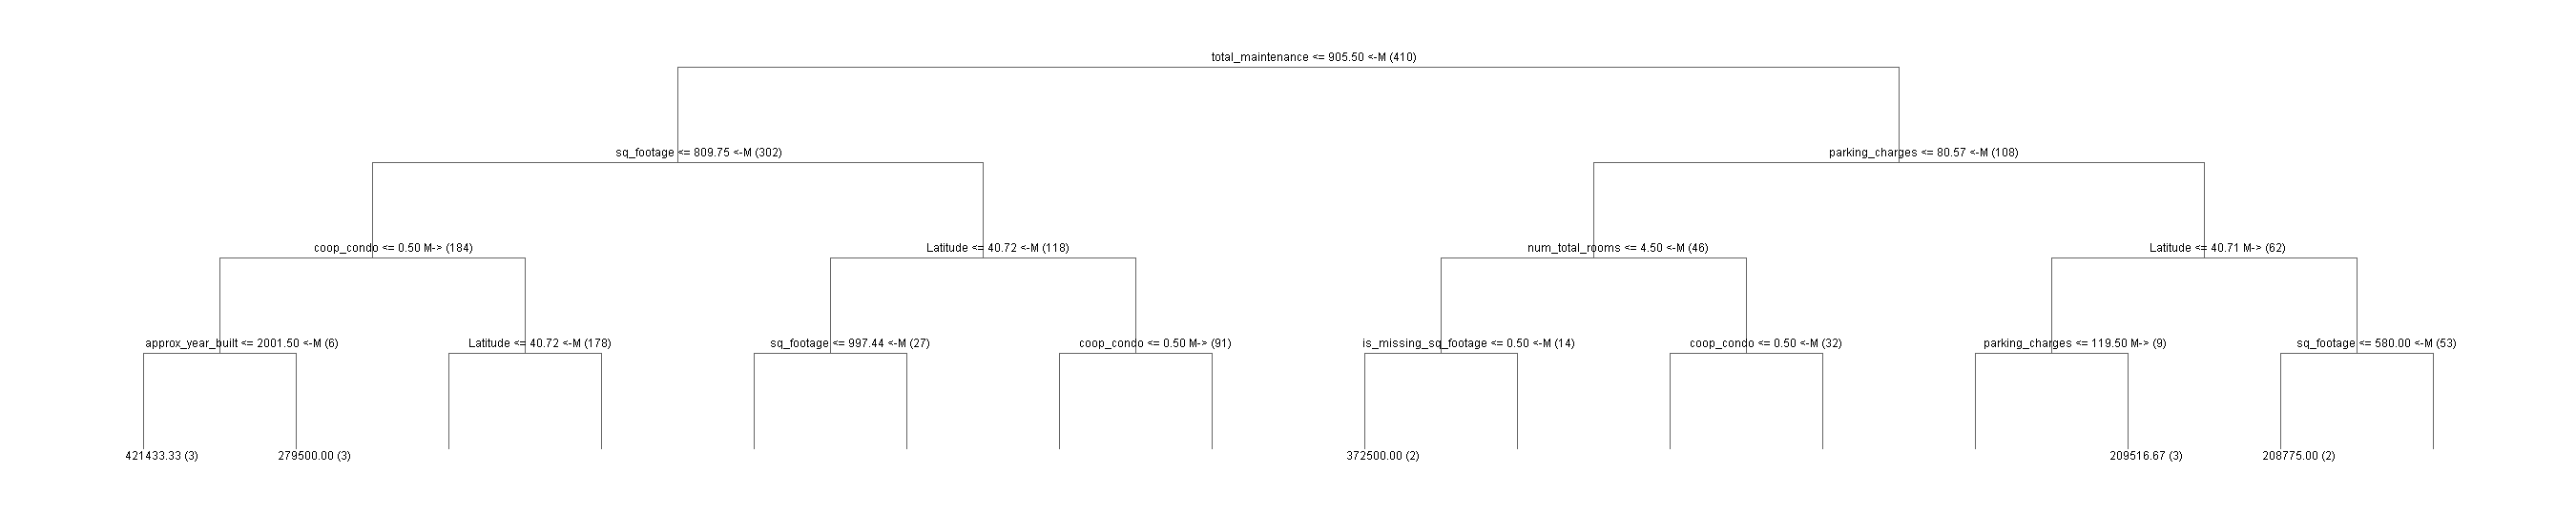 total_maintenance <= 905.50 <-M (410)
sq_footage <= 809.75 <-M (302)
parking_charges <= 80.57 <-M (108)
coop_condo <= 0.50 M-> (184)
Latitude <= 40.72 <-M (118)
num_total_rooms <= 4.50 <-M (46)
Latitude <= 40.71 M-> (62)
approx_year_built <= 2001.50 <-M (6)
Latitude <= 40.72 <-M (178)
sq_footage <= 997.44 <-M (27)
coop_condo <= 0.50 M-> (91)
is_missing_sq_footage <= 0.50 <-M (14)
coop_condo <= 0.50 <-M (32)
parking_charges <= 119.50 M-> (9)
sq_footage <= 580.00 <-M (53)
421433.33 (3)
279500.00 (3)
372500.00 (2)
209516.67 (3)
208775.00 (2)